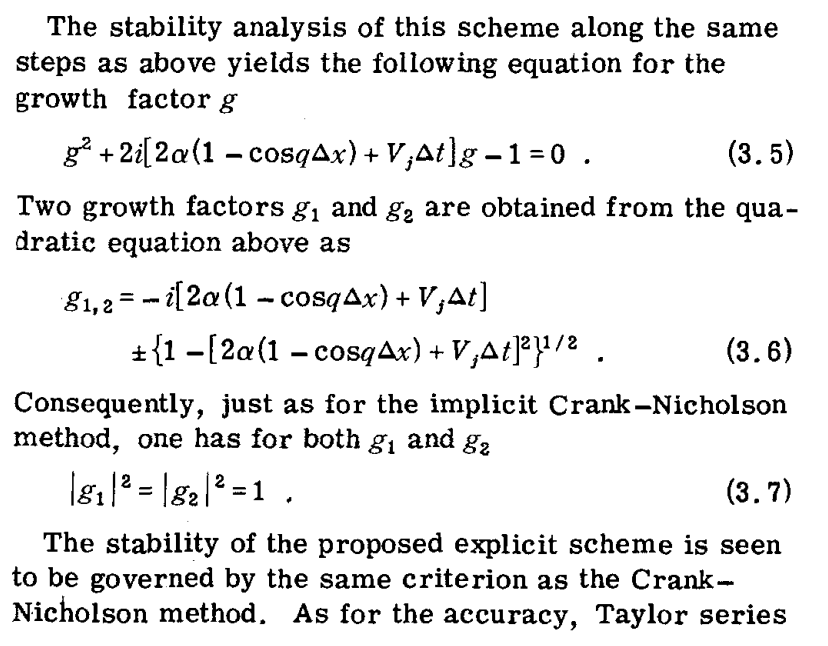 The stability analysis of this scheme along the same
steps as above yields the following equation for the
growth factor g
g² + 2i[2α(1 − cosqΔx) + VⱼΔt]g − 1 = 0 . (3.5)
Two growth factors g₁ and g₂ are obtained from the qua-
dratic equation above as
g₁,₂ = − i[2α(1 − cosqΔx) + VⱼΔt]
± {1 − [2α(1 − cosqΔx) + VⱼΔt]²}¹/² . (3.6)
Consequently, just as for the implicit Crank–Nicholson
method, one has for both g₁ and g₂
|g₁|² = |g₂|² = 1 . (3.7)
The stability of the proposed explicit scheme is seen
to be governed by the same criterion as the Crank–
Nicholson method. As for the accuracy, Taylor series